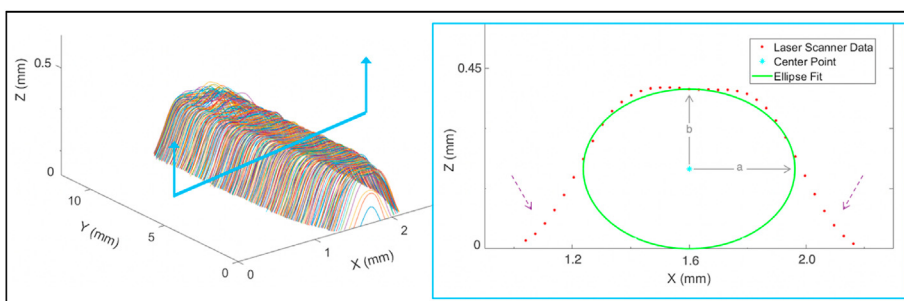 Z (mm)
0.5
0
10
5
0
Y (mm)
0
1
2
X (mm)
Laser Scanner Data
Center Point
Ellipse Fit
0.45
Z (mm)
0
b
a
1.2
1.6
2.0
X (mm)